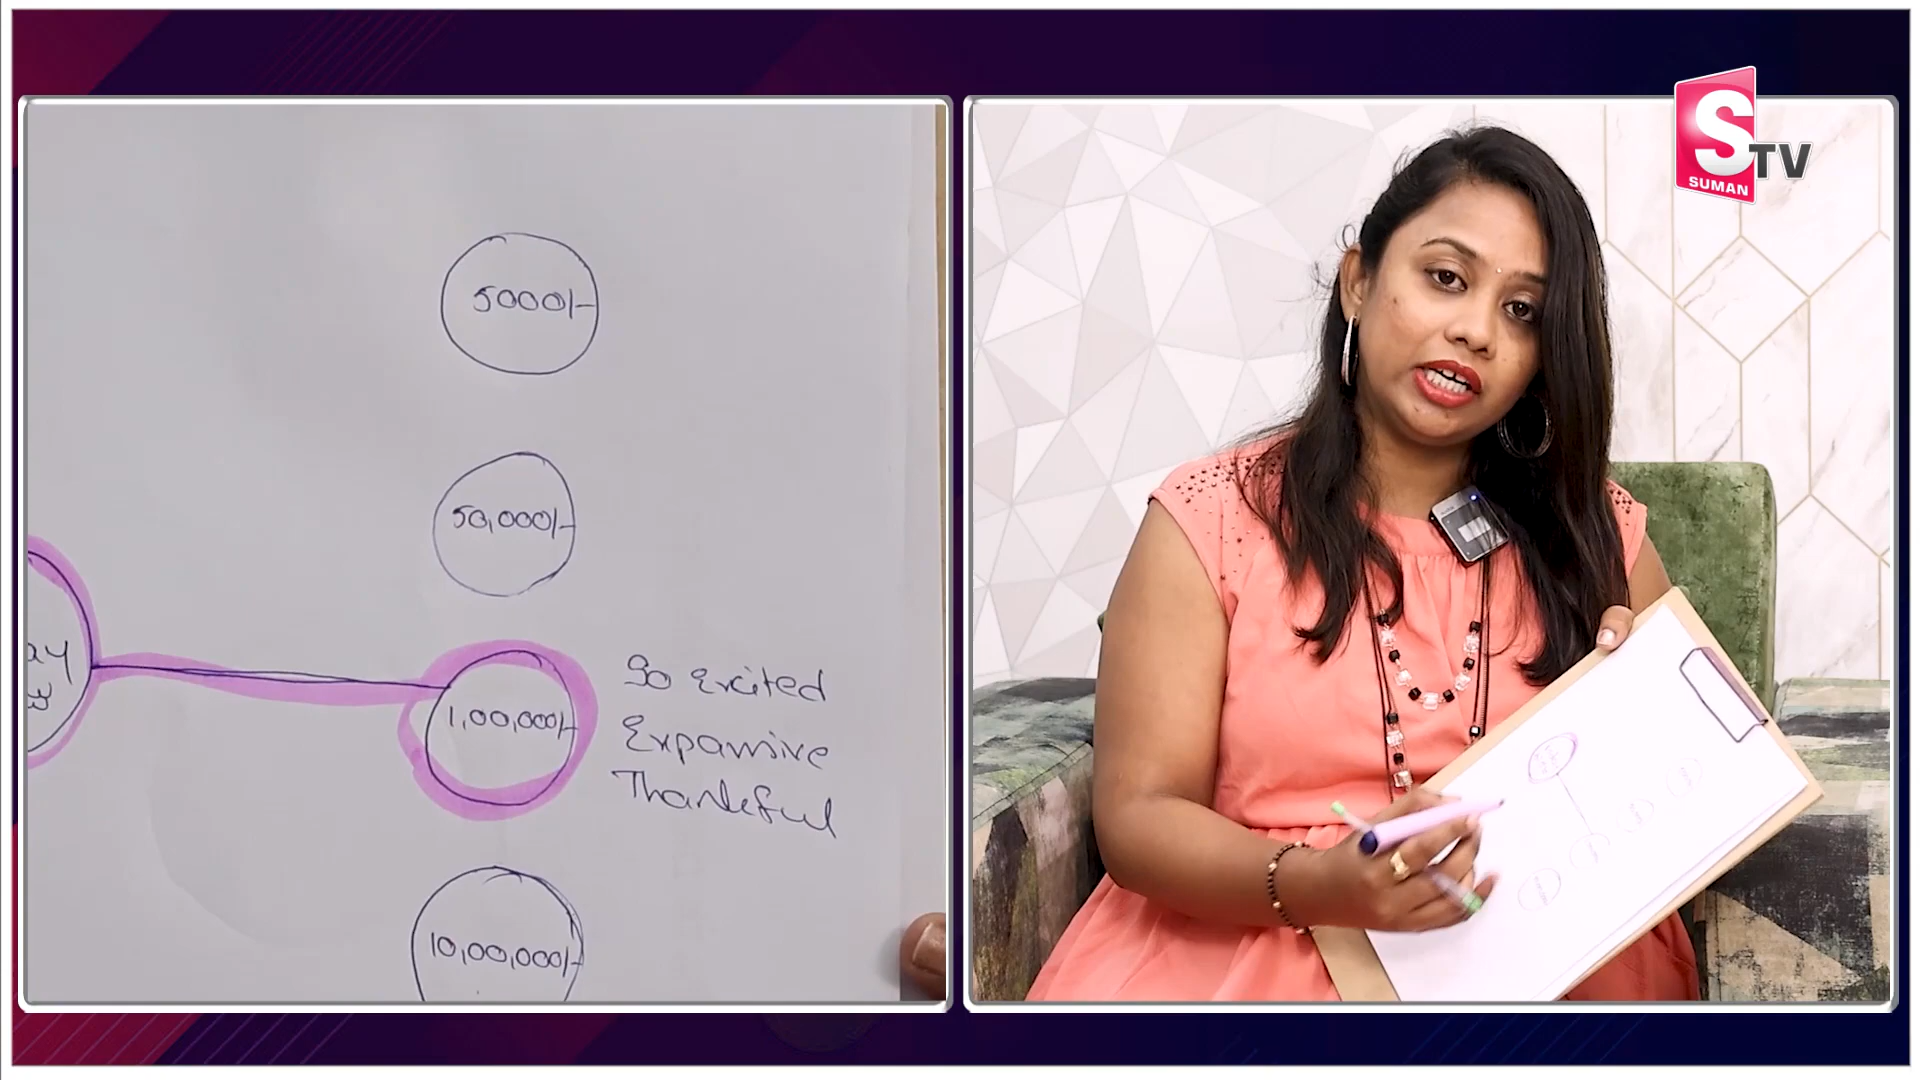 5000/-
50,000/-
1,00,000/-
So Excited
Expansive
Thankful
10,00,000/-
S TV
SUMAN